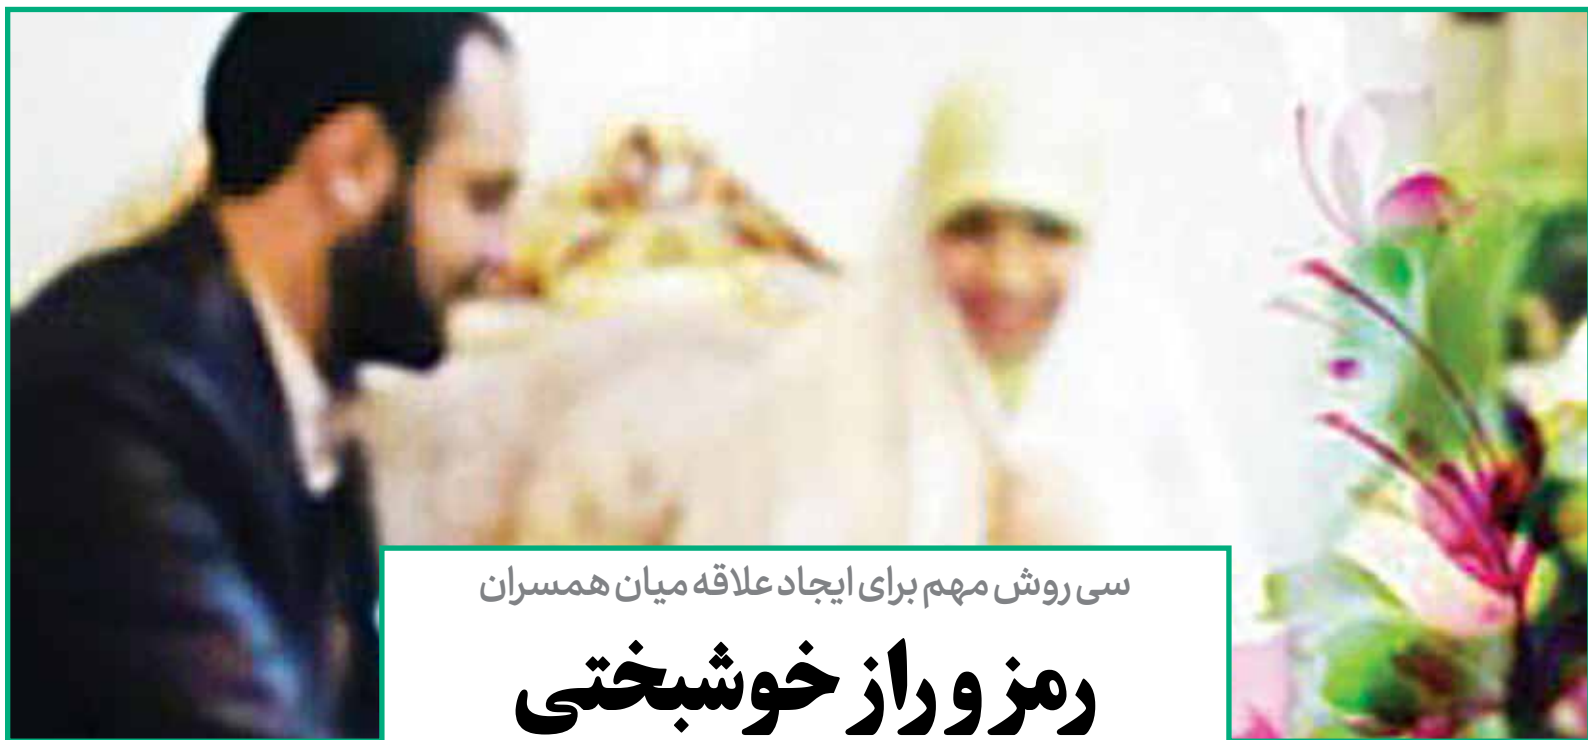 سی روش مهم برای ایجاد علاقه میان همسران
رمز و راز خوشبختی